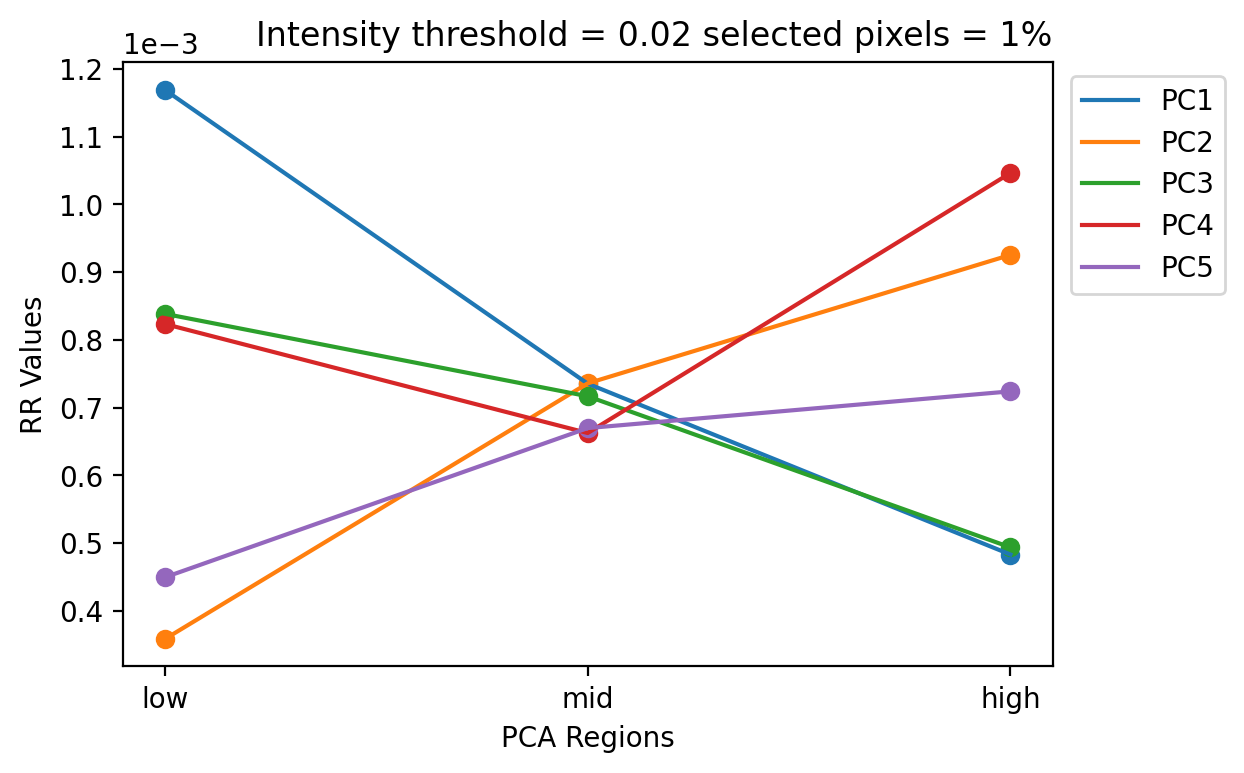 Intensity threshold = 0.02 selected pixels = 1%
1e−3
1.2
1.1
1.0
0.9
0.8
0.7
0.6
0.5
0.4
RR Values
low
mid
high
PCA Regions
PC1
PC2
PC3
PC4
PC5